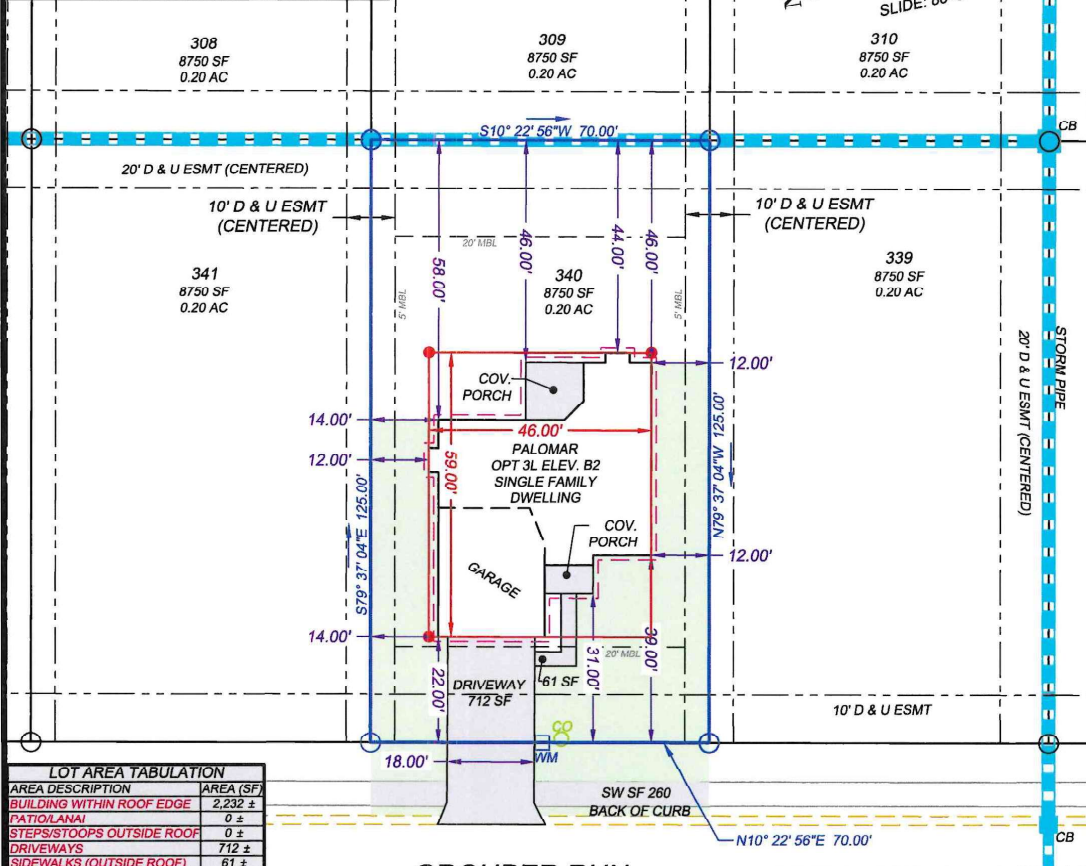 SLIDE:
308
8750 SF
0.20 AC
309
8750 SF
0.20 AC
310
8750 SF
0.20 AC
S10° 22' 56"W 70.00'
CB
20' D & U ESMT (CENTERED)
10' D & U ESMT
(CENTERED)
10' D & U ESMT
(CENTERED)
20' MBL
58.00'
46.00'
44.00'
46.00'
341
8750 SF
0.20 AC
340
8750 SF
0.20 AC
339
8750 SF
0.20 AC
5' MBL
5' MBL
STORM PIPE
20' D & U ESMT (CENTERED)
12.00'
COV.
PORCH
14.00'
46.00'
12.00'
59.00'
PALOMAR
OPT 3L ELEV. B2
SINGLE FAMILY
DWELLING
S79° 37' 04"E 125.00'
N79° 37' 04"W 125.00'
COV.
PORCH
12.00'
GARAGE
14.00'
22.00'
31.00'
39.00'
20' MBL
DRIVEWAY
712 SF
61 SF
10' D & U ESMT
CO
WM
18.00'
SW SF 260
BACK OF CURB
N10° 22' 56"E 70.00'
CB
LOT AREA TABULATION
AREA DESCRIPTION AREA (SF)
BUILDING WITHIN ROOF EDGE 2,232 ±
PATIO/LANAI 0 ±
STEPS/STOOPS OUTSIDE ROOF 0 ±
DRIVEWAYS 712 ±
SIDEWALKS (OUTSIDE ROOF) 61 ±